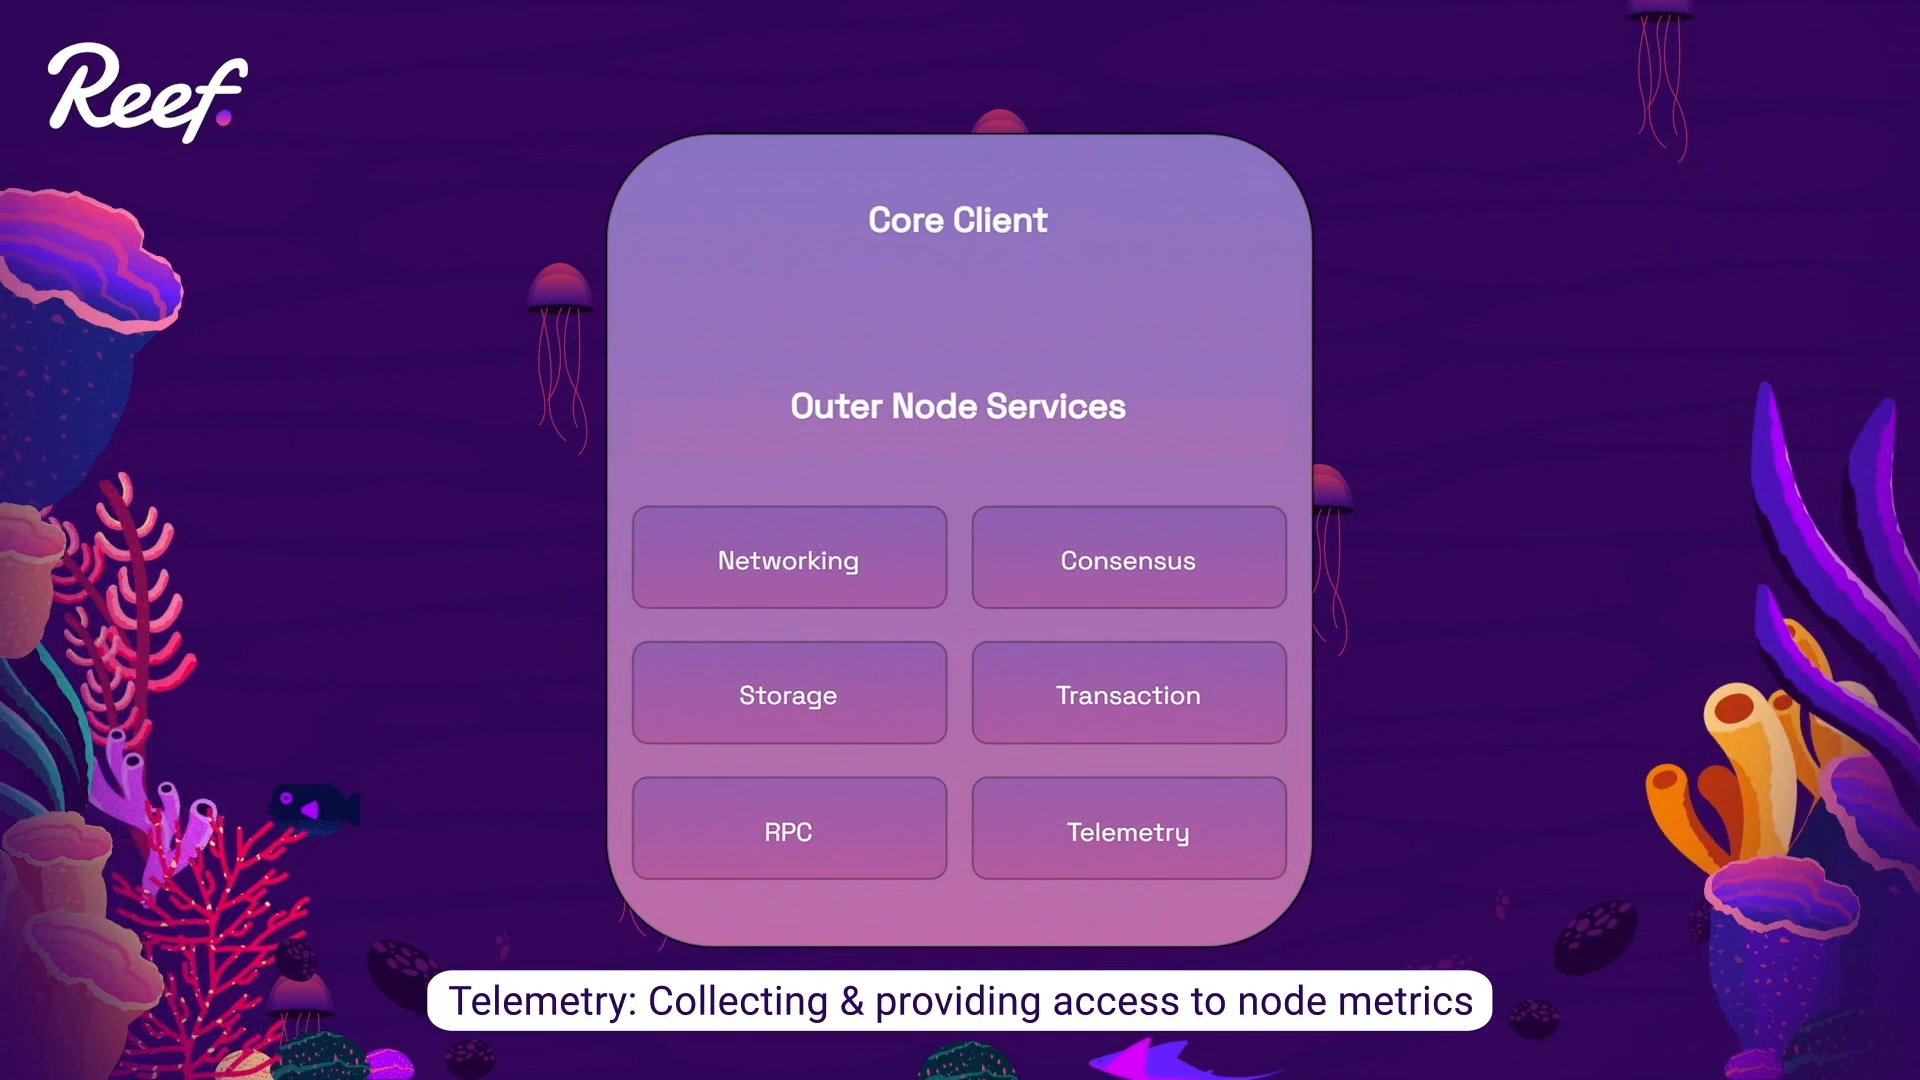 Reef.
Core Client
Outer Node Services
Networking
Consensus
Storage
Transaction
RPC
Telemetry
Telemetry: Collecting & providing access to node metrics